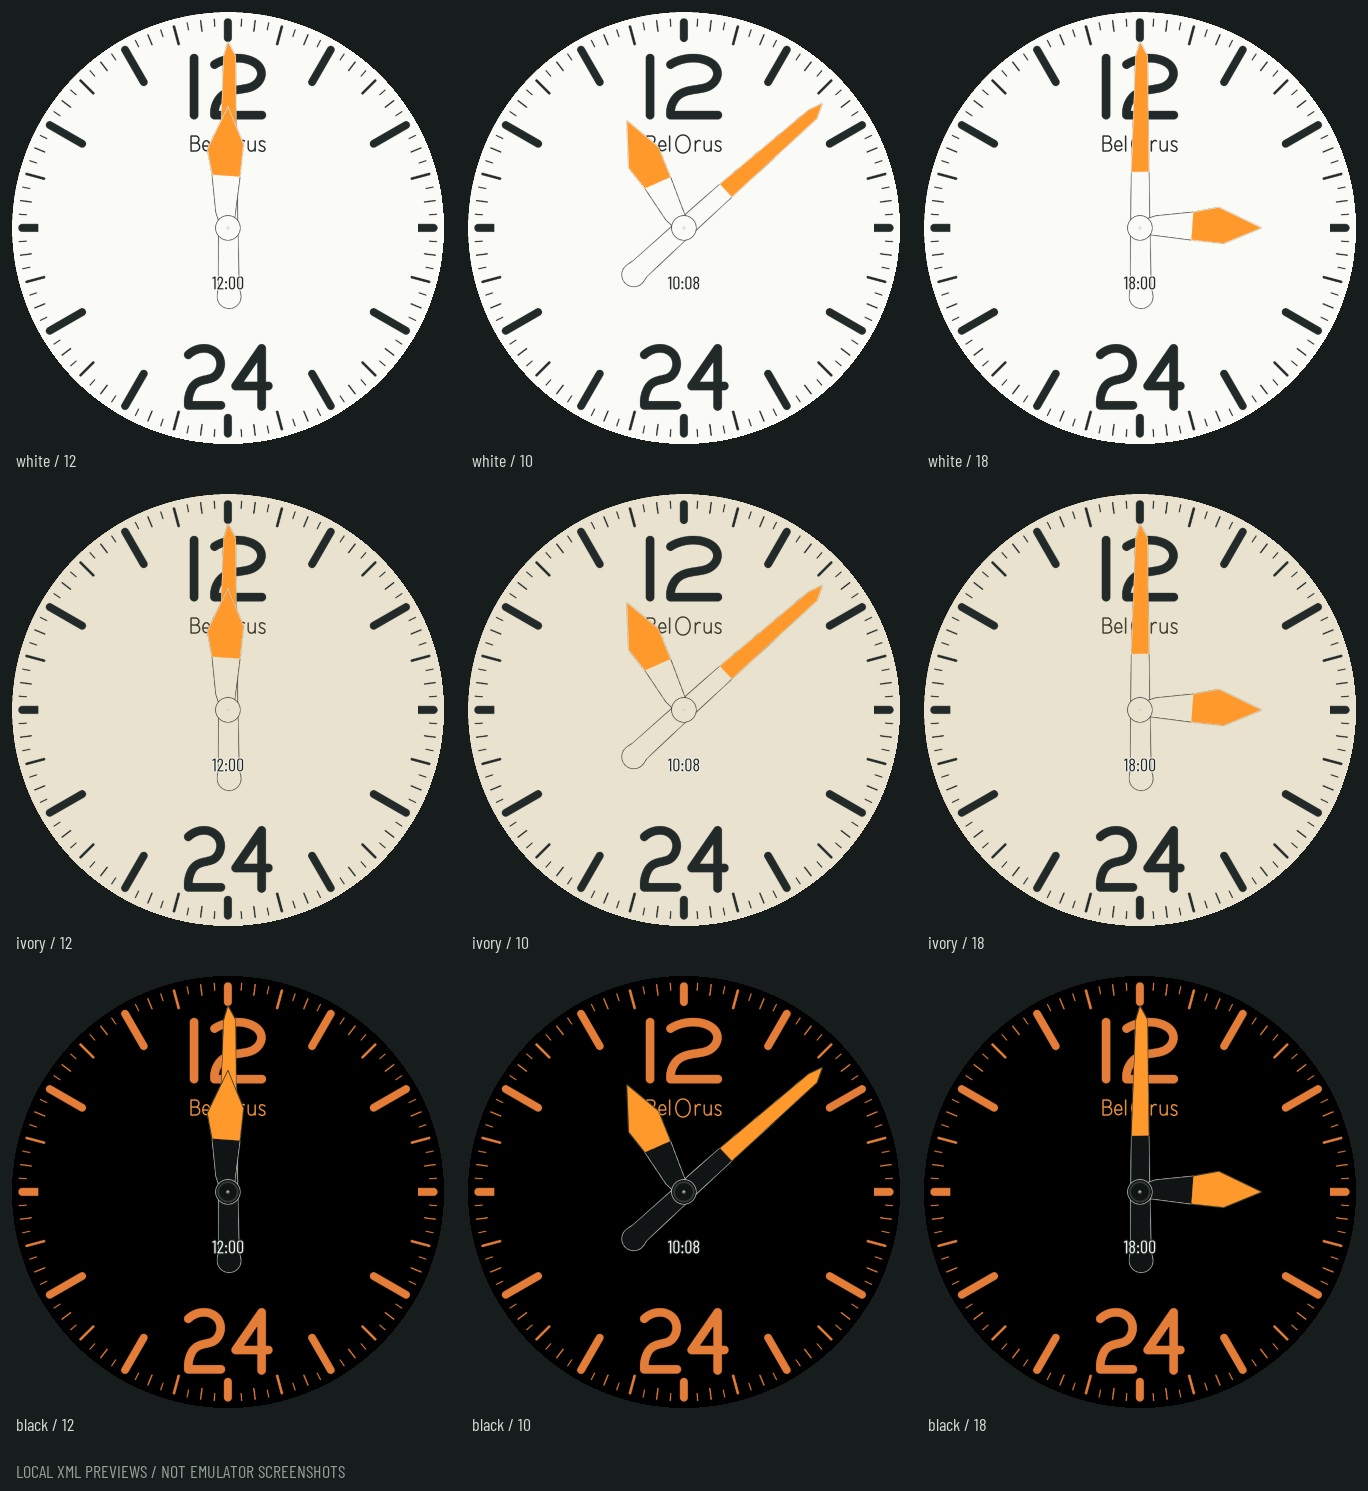 12 12 12
Be rus BelOrus Bel rus
12:00 10:08 18:00
24 24 24
white / 12 white / 10 white / 18
12 12 12
Be rus BelOrus Bel rus
12:00 10:08 18:00
24 24 24
ivory / 12 ivory / 10 ivory / 18
12 12 12
Be rus BelOrus Bel rus
12:00 10:08 18:00
24 24 24
black / 12 black / 10 black / 18
LOCAL XML PREVIEWS / NOT EMULATOR SCREENSHOTS